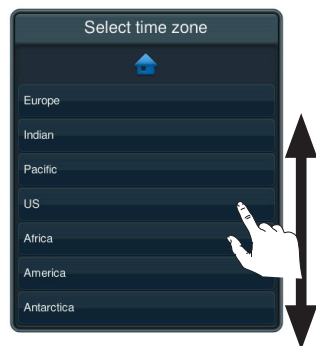 Select time zone
Europe
Indian
Pacific
US
Africa
America
Antarctica